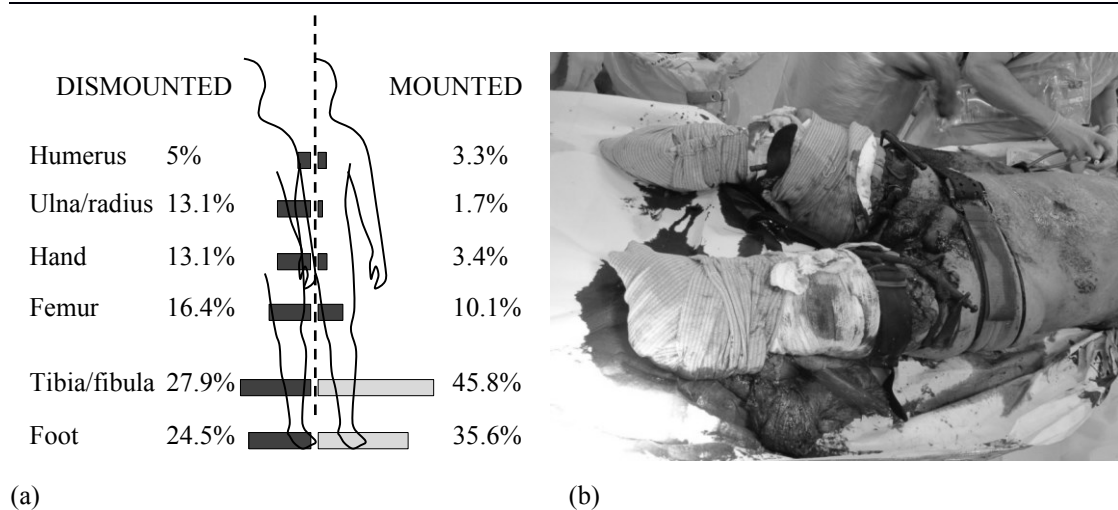 DISMOUNTED MOUNTED
Humerus 5% 3.3%
Ulna/radius 13.1% 1.7%
Hand 13.1% 3.4%
Femur 16.4% 10.1%
Tibia/fibula 27.9% 45.8%
Foot 24.5% 35.6%
(a) (b)